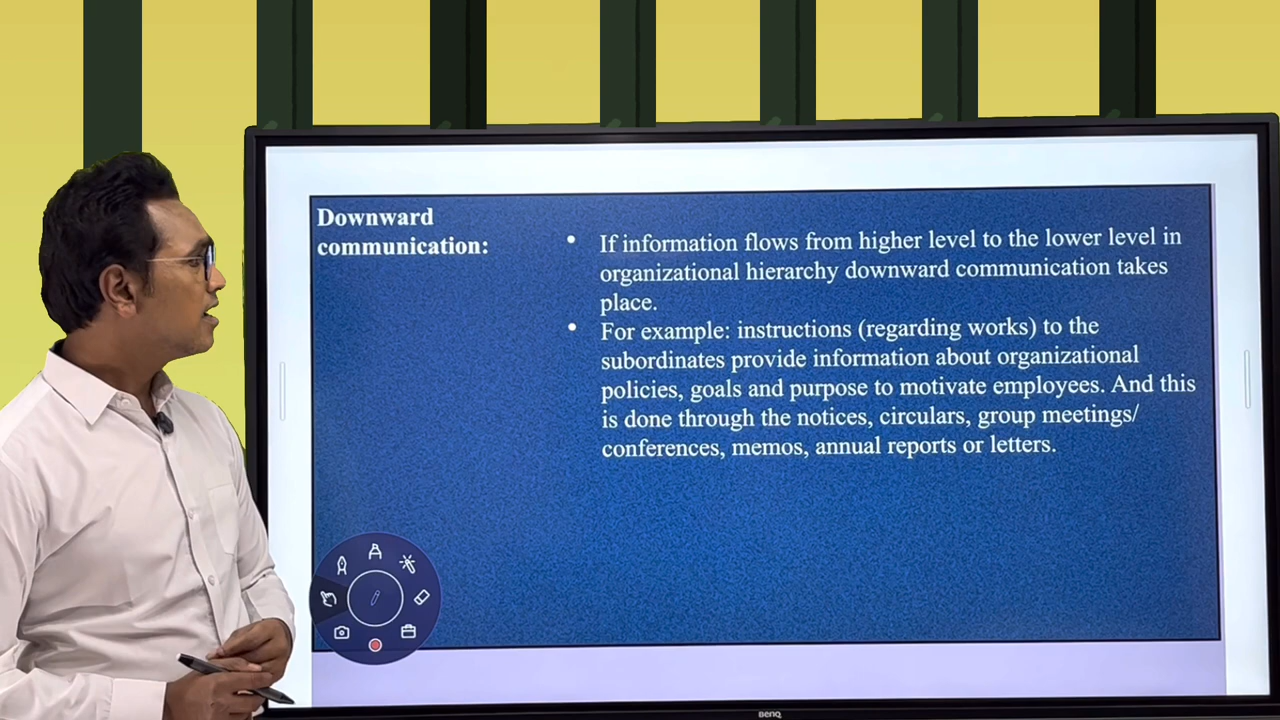 Downward
communication:
• If information flows from higher level to the lower level in
organizational hierarchy downward communication takes
place.
• For example: instructions (regarding works) to the
subordinates provide information about organizational
policies, goals and purpose to motivate employees. And this
is done through the notices, circulars, group meetings/
conferences, memos, annual reports or letters.
BenQ